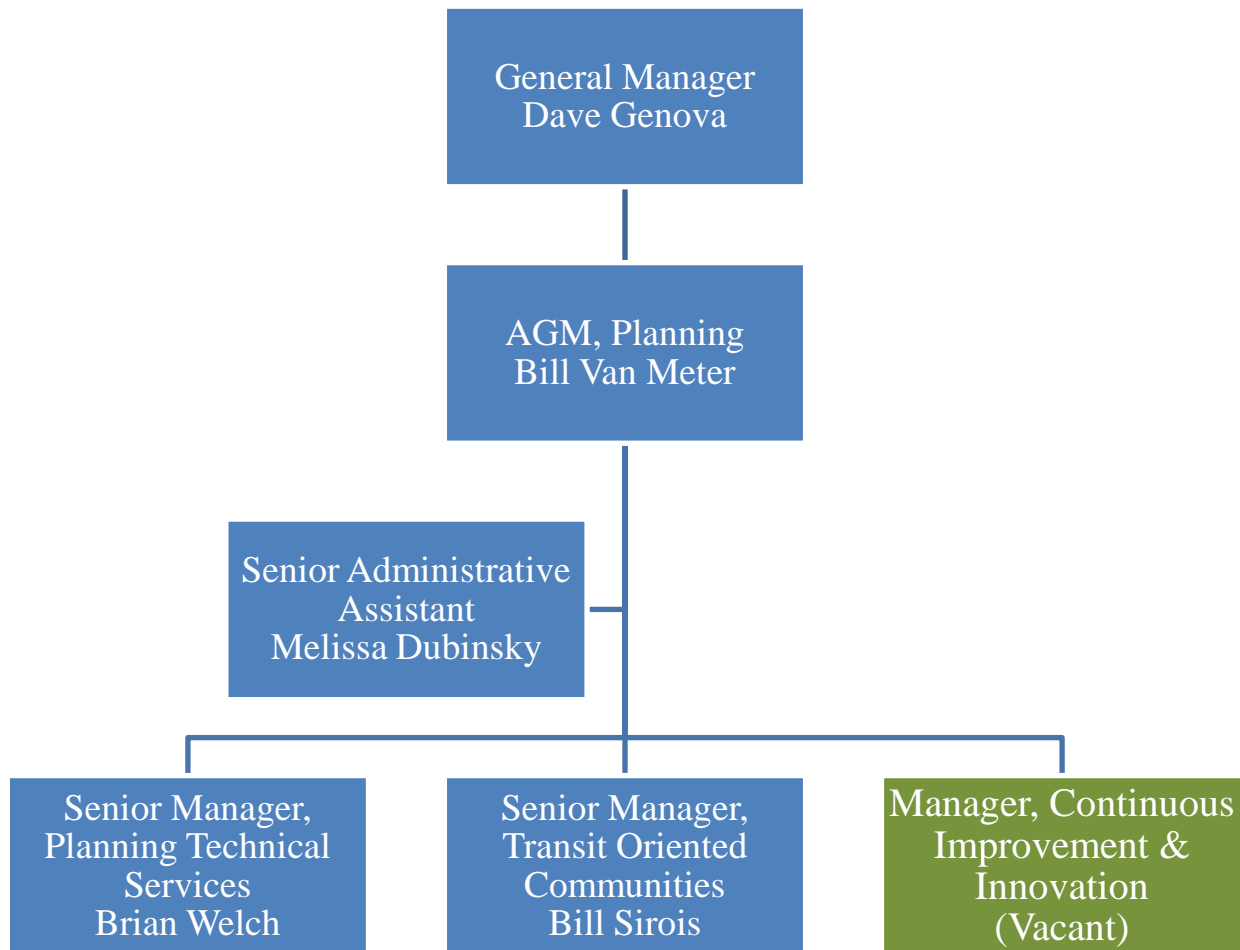 General Manager
Dave Genova
AGM, Planning
Bill Van Meter
Senior Administrative
Assistant
Melissa Dubinsky
Senior Manager,
Planning Technical
Services
Brian Welch
Senior Manager,
Transit Oriented
Communities
Bill Sirois
Manager, Continuous
Improvement &
Innovation
(Vacant)